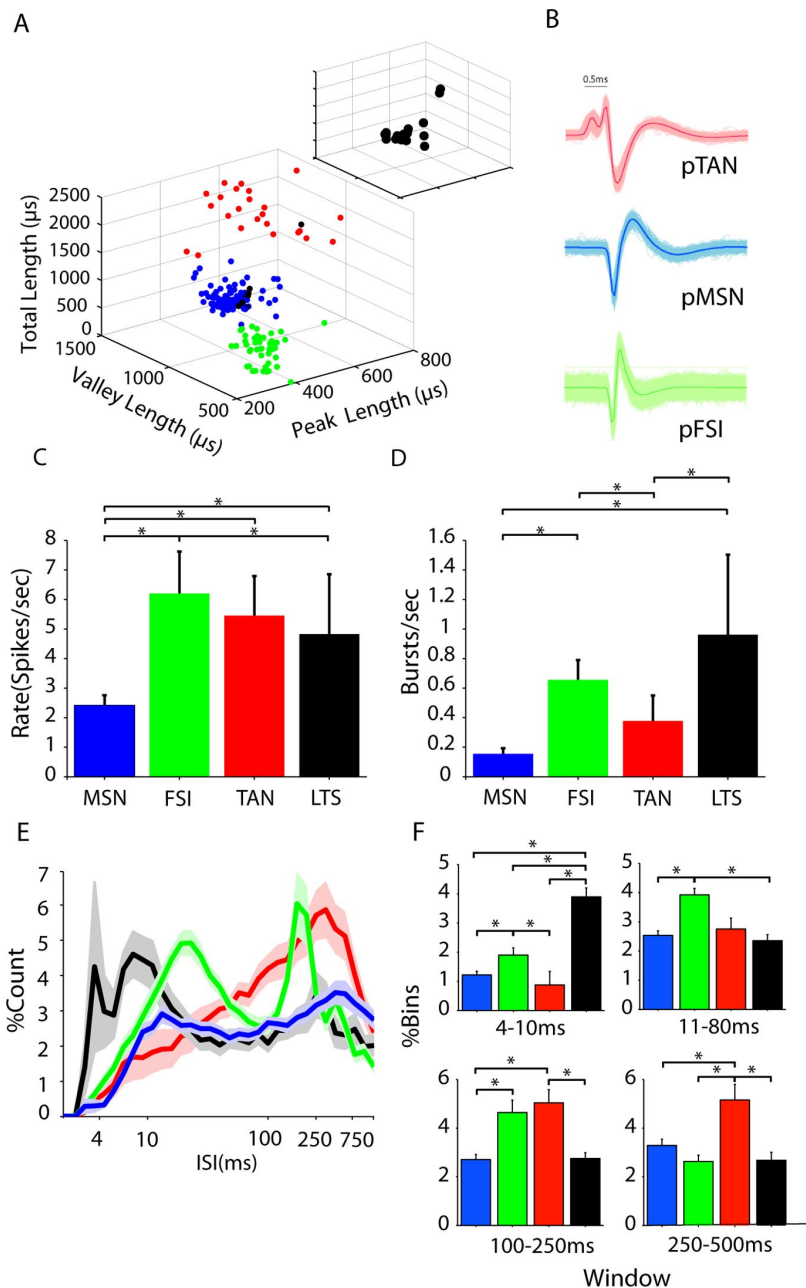 A
2500
2000
1500
1000
500
0
Total Length (µs)
1500
1000
500
Valley Length (µs)
200
400
600
800
Peak Length (µs)
B
0.5ms
pTAN
pMSN
pFSI
C
*
*
* *
8
7
6
5
4
3
2
1
0
Rate(Spikes/sec)
MSN FSI TAN LTS
D
*
*
*
*
1.6
1.4
1.2
1
0.8
0.6
0.4
0.2
0
Bursts/sec
MSN FSI TAN LTS
E
7
6
5
4
3
2
1
0
%Count
4 10 100 250 750
ISI(ms)
F
%Bins
*
*
*
* *
5
4
3
2
1
0
4-10ms
* *
5
4
3
2
1
0
11-80ms
*
* *
6
4
2
0
100-250ms
*
* *
6
4
2
0
250-500ms
Window